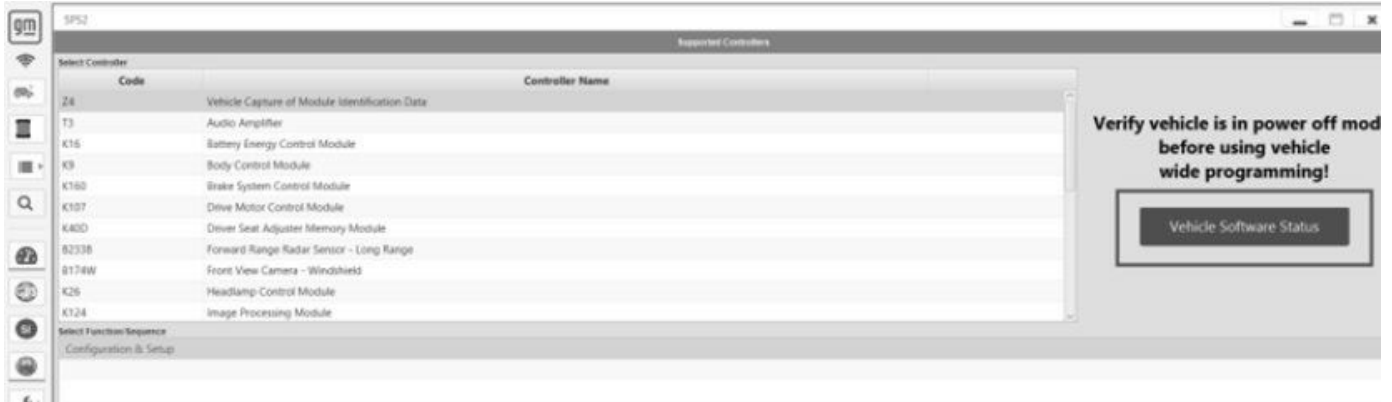 gm
SPS2
Supported Controllers
Select Controller
Code Controller Name
Z4 Vehicle Capture of Module Identification Data
T3 Audio Amplifier
K16 Battery Energy Control Module
K9 Body Control Module
K160 Brake System Control Module
K107 Drive Motor Control Module
K40D Driver Seat Adjuster Memory Module
B233B Forward Range Radar Sensor - Long Range
B174W Front View Camera - Windshield
K26 Headlamp Control Module
K124 Image Processing Module
Verify vehicle is in power off mod
before using vehicle
wide programming!
Vehicle Software Status
SI
Select Function/Sequence
Configuration & Setup